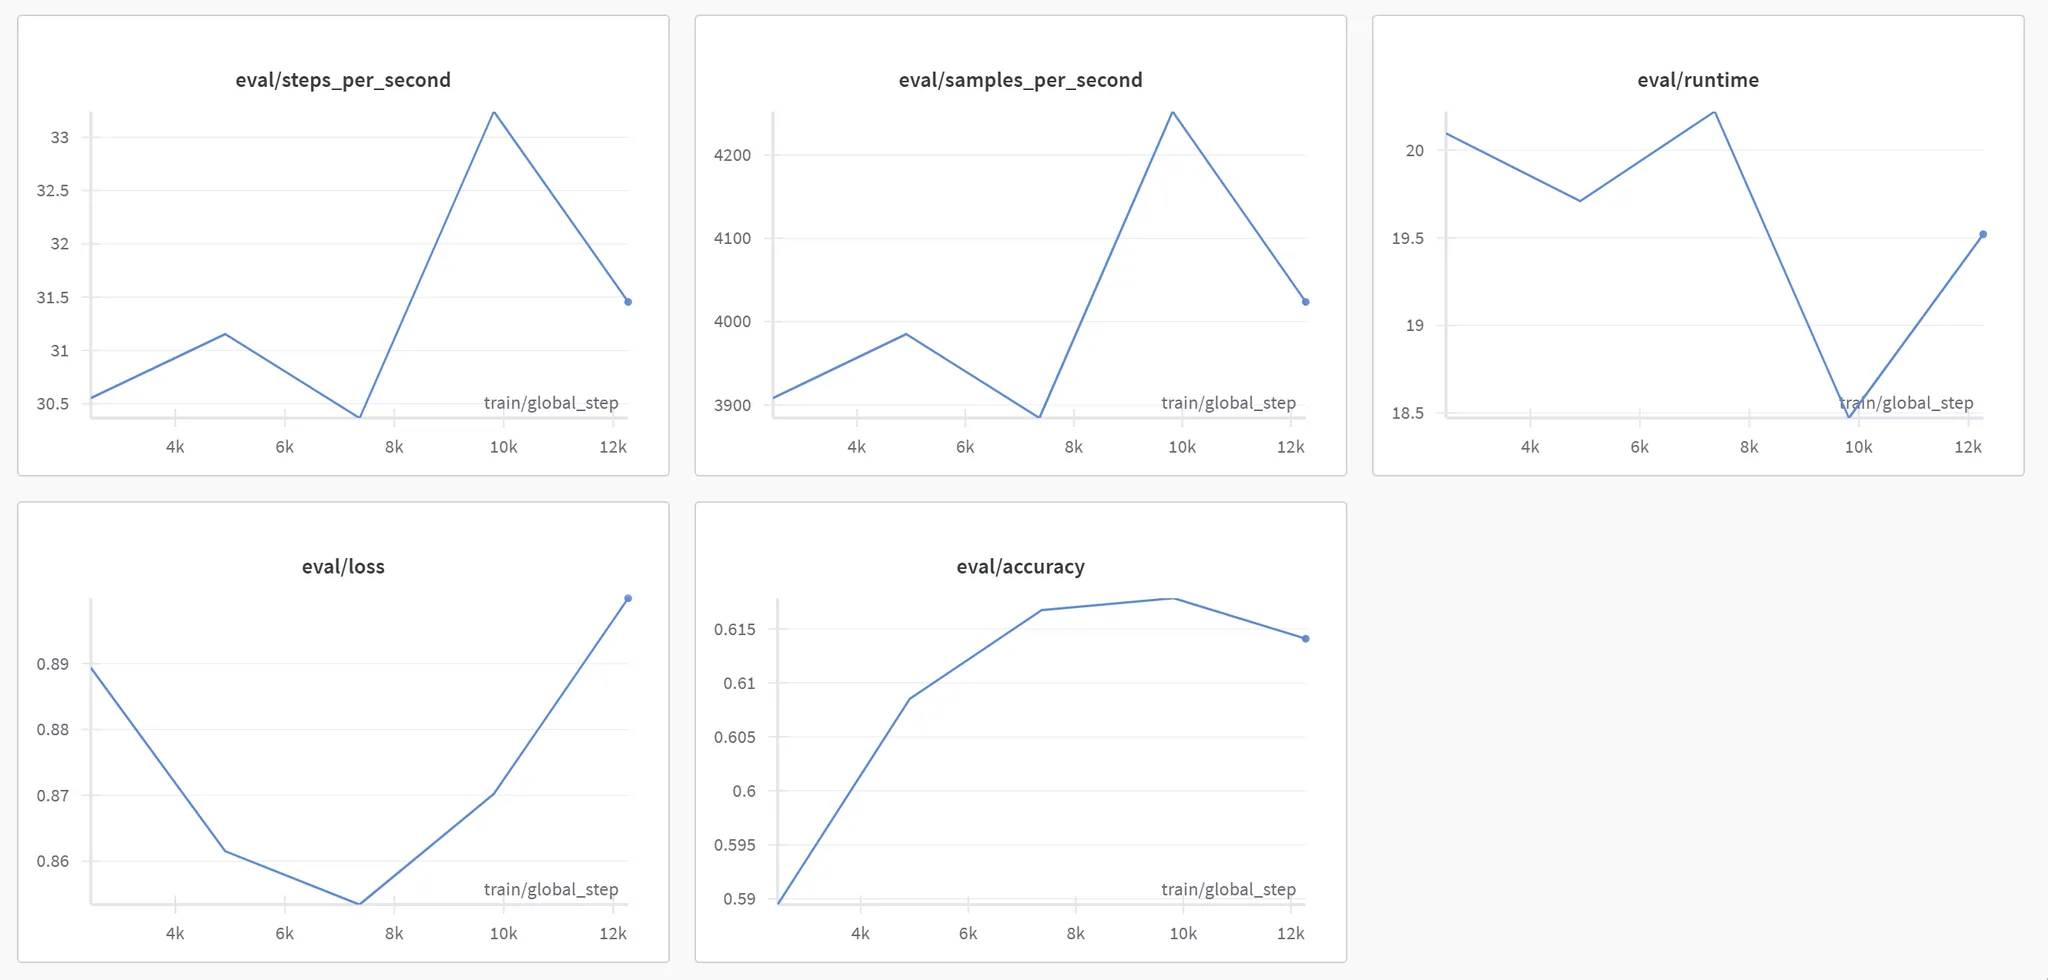 eval/steps_per_second
33
32.5
32
31.5
31
30.5
train/global_step
4k 6k 8k 10k 12k
eval/samples_per_second
4200
4100
4000
3900
train/global_step
4k 6k 8k 10k 12k
eval/runtime
20
19.5
19
18.5
train/global_step
4k 6k 8k 10k 12k
eval/loss
0.89
0.88
0.87
0.86
train/global_step
4k 6k 8k 10k 12k
eval/accuracy
0.615
0.61
0.605
0.6
0.595
0.59
train/global_step
4k 6k 8k 10k 12k